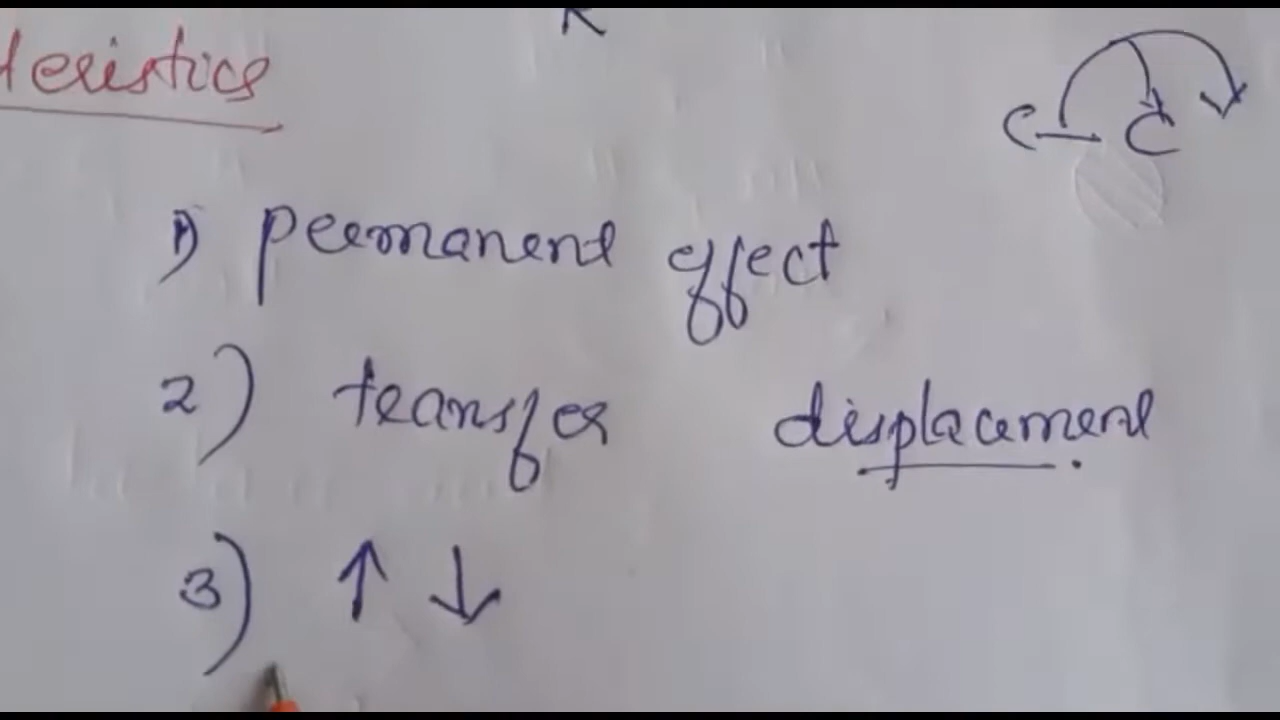 teristics
C — C
1) permanent effect
2) transfer displacement.
3) ↑ ↓